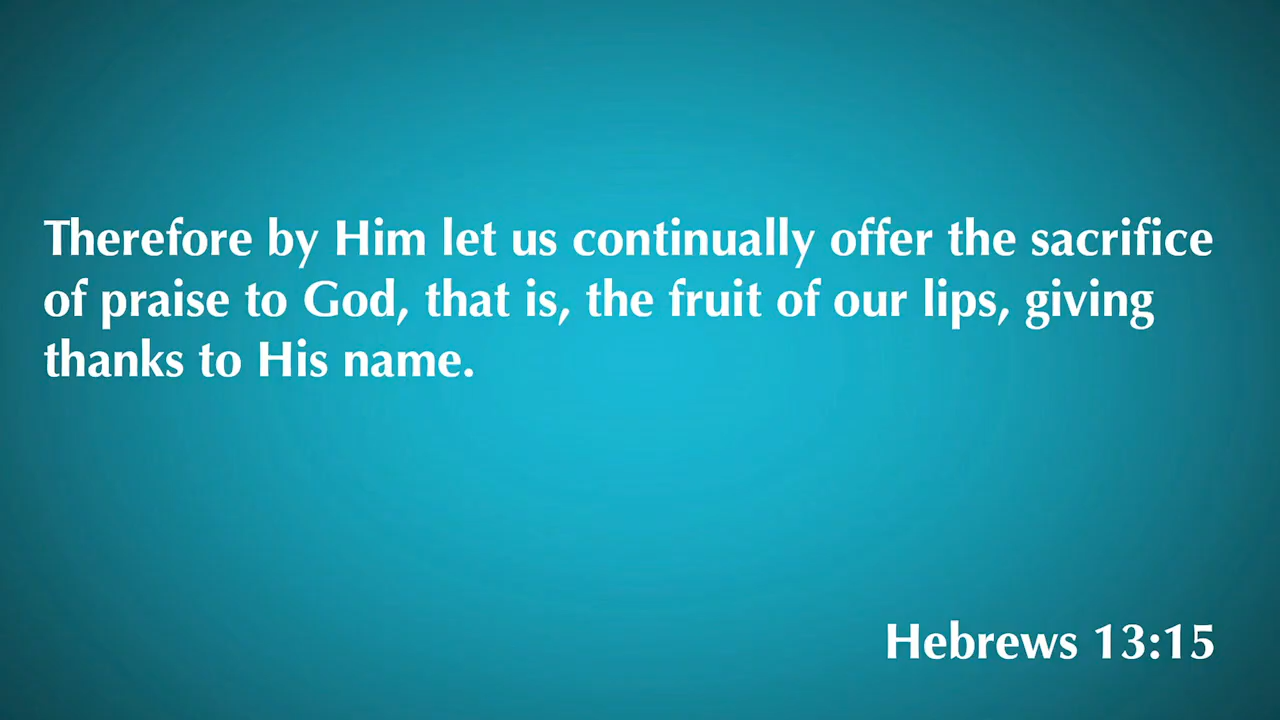 Therefore by Him let us continually offer the sacrifice
of praise to God, that is, the fruit of our lips, giving
thanks to His name.
Hebrews 13:15